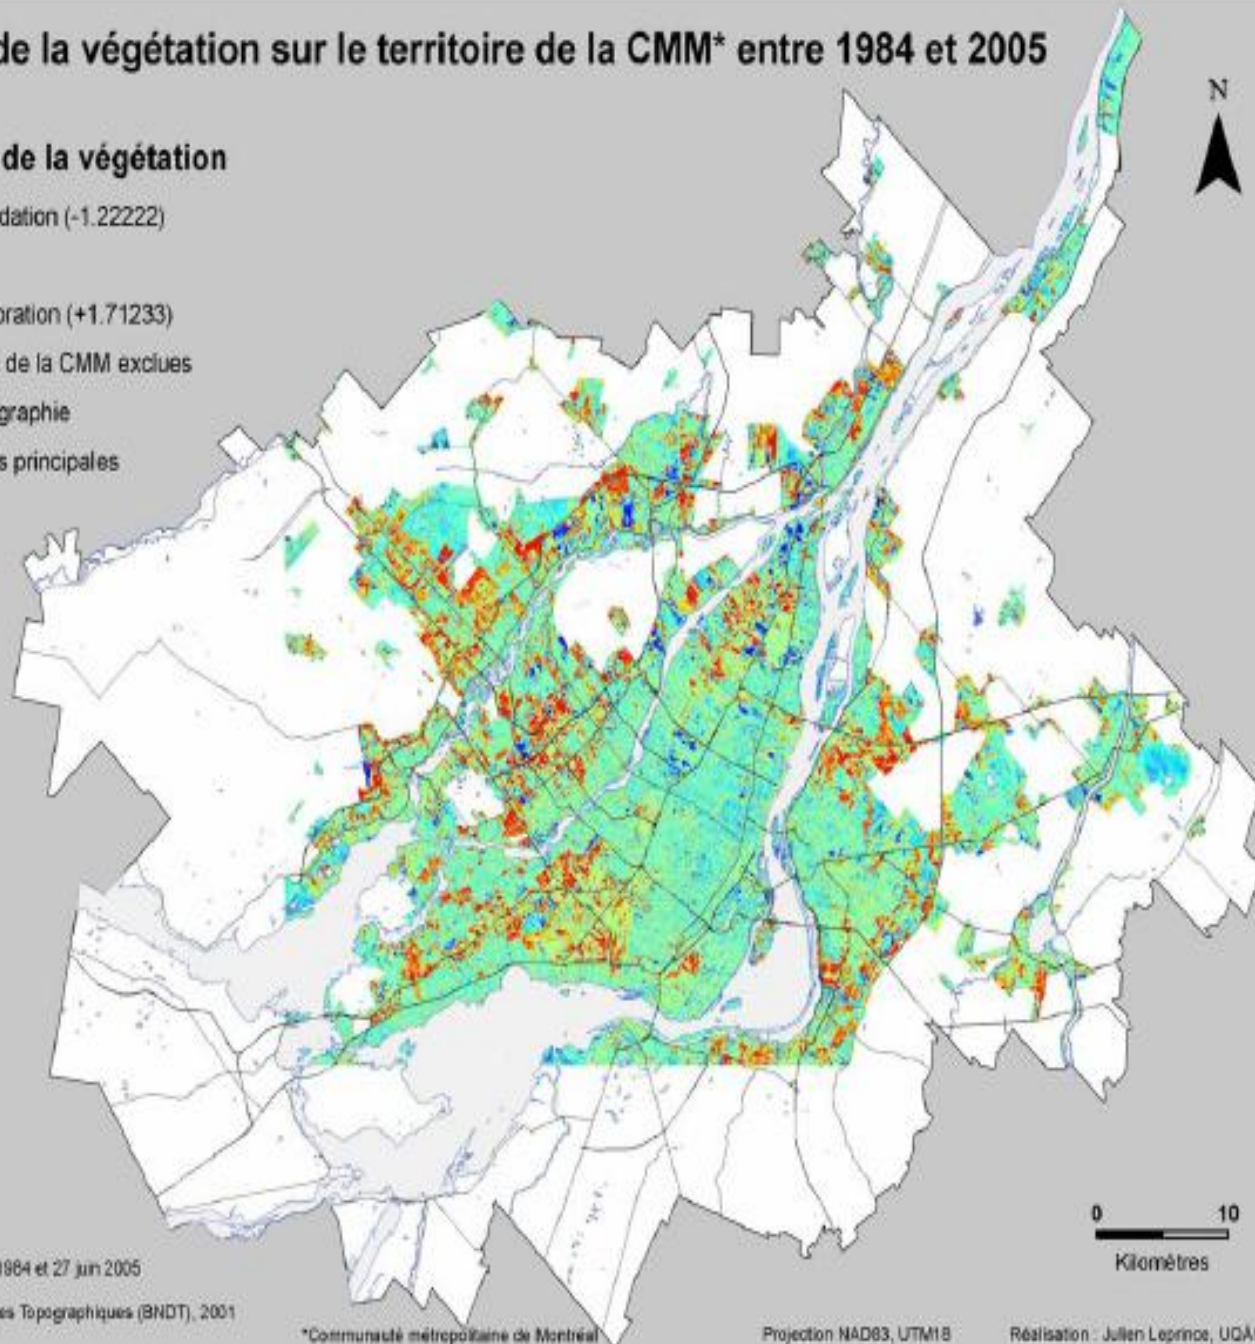 de la végétation sur le territoire de la CMM* entre 1984 et 2005
N
de la végétation
dation (-1.22222)
oration (+1.71233)
de la CMM exclues
graphie
s principales
0 10
Kilomètres
1984 et 27 juin 2005
es Topographiques (BNDT), 2001
*Communauté métropolitaine de Montréal
Projection NAD83, UTM18
Réalisation : Julien Leprince, UQA